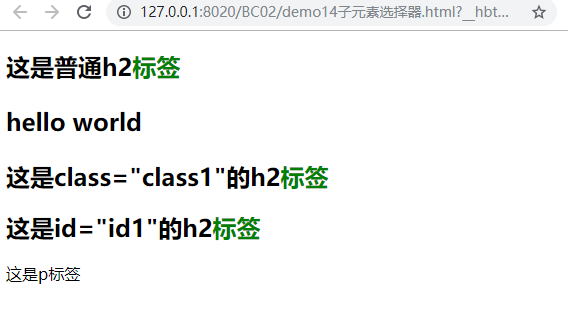 127.0.0.1:8020/BC02/demo14子元素选择器.html?__hbt...
这是普通h2标签
hello world
这是class="class1"的h2标签
这是id="id1"的h2标签
这是p标签